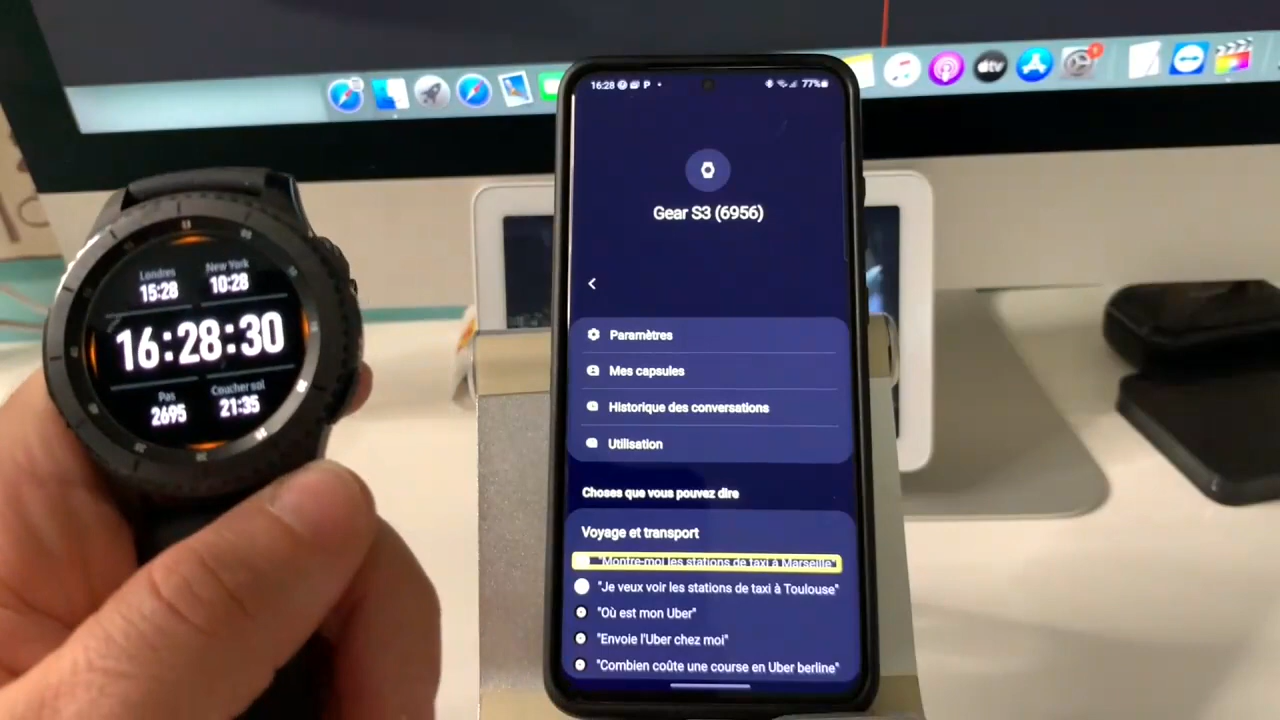 Londres
New York
15:28
10:28
16:28:30
Pas
Coucher sol
2695
21:35
16:28
P
77%
Gear S3 (6956)
Paramètres
Mes capsules
Historique des conversations
Utilisation
Choses que vous pouvez dire
Voyage et transport
"Montre-moi les stations de taxi à Marseille"
"Je veux voir les stations de taxi à Toulouse"
"Où est mon Uber"
"Envoie l'Uber chez moi"
"Combien coûte une course en Uber berline"
tv